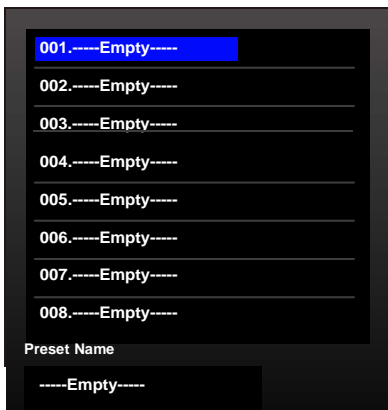 001.-----Empty-----
002.-----Empty-----
003.-----Empty-----
004.-----Empty-----
005.-----Empty-----
006.-----Empty-----
007.-----Empty-----
008.-----Empty-----
Preset Name
-----Empty-----